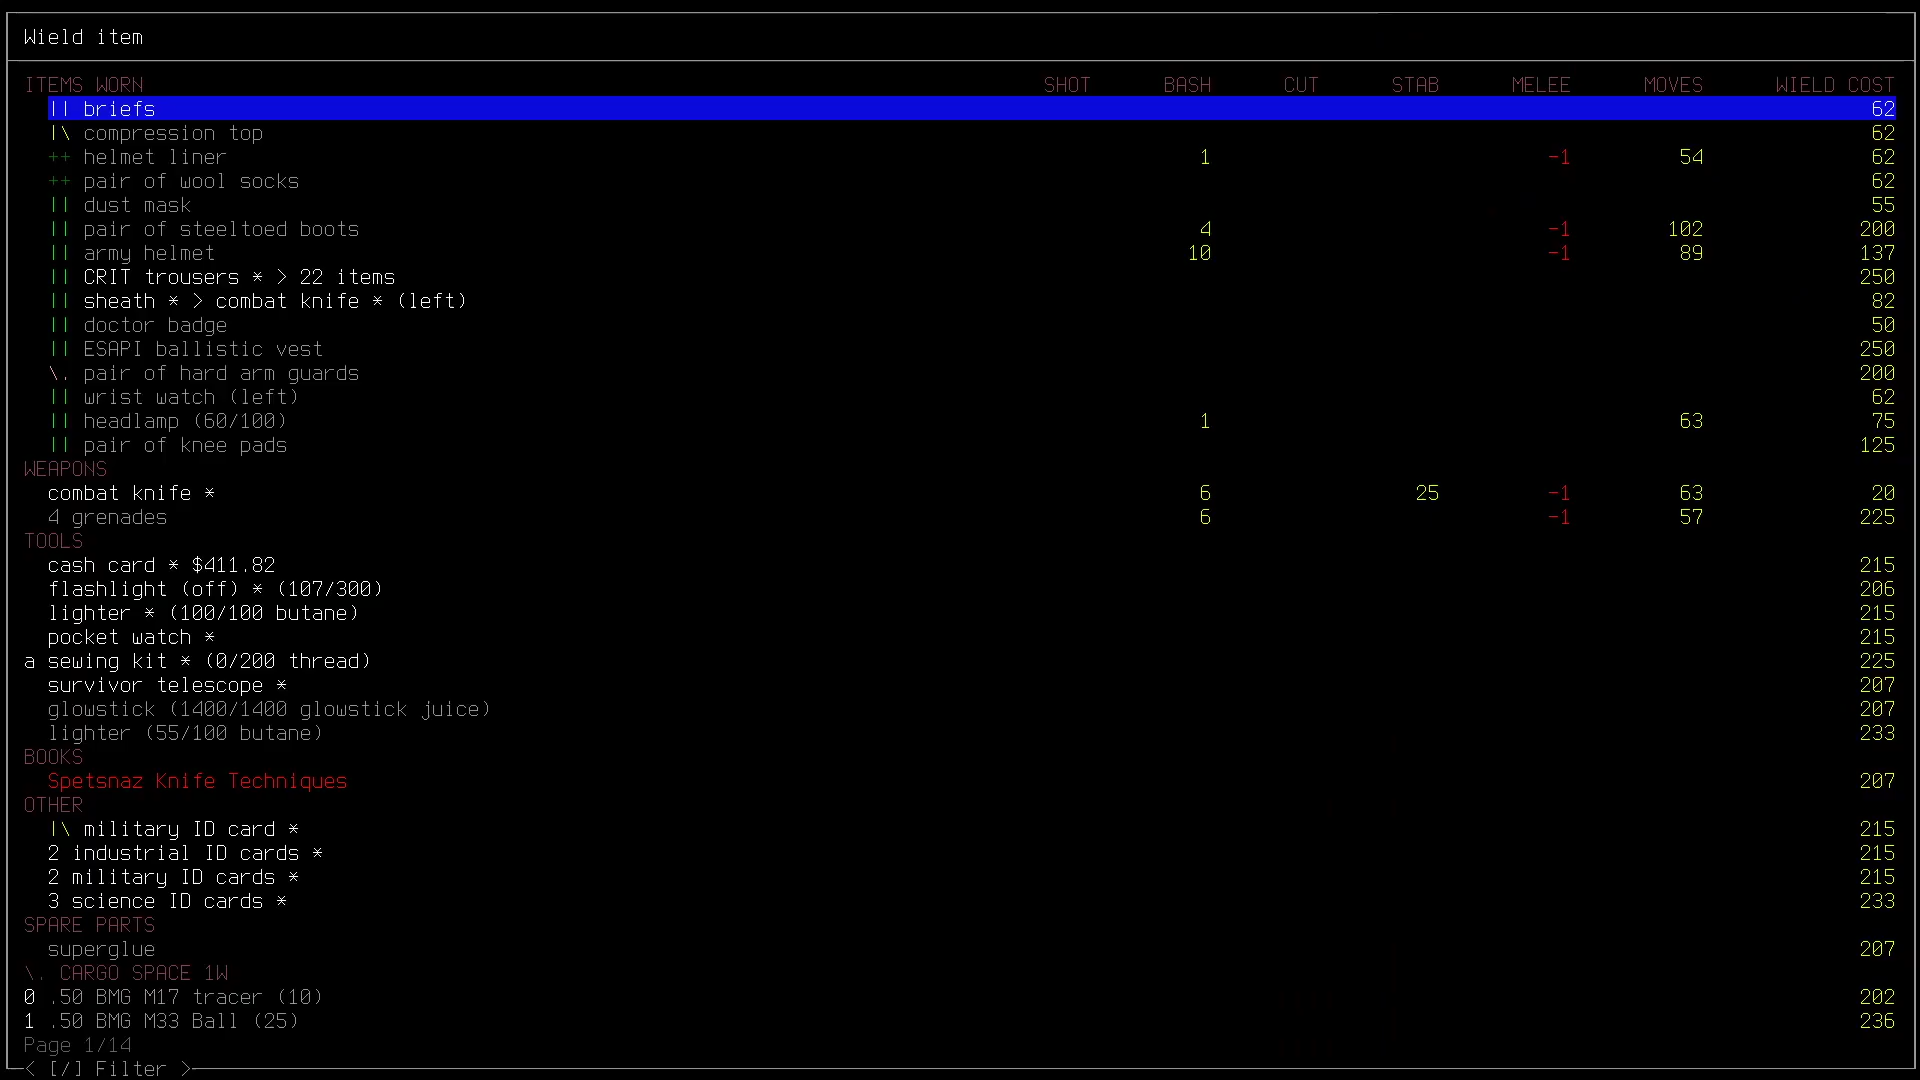 Wield item
ITEMS WORN SHOT BASH CUT STAB MELEE MOVES WIELD COST
|| briefs 62
|\ compression top 62
++ helmet liner 1 -1 54 62
++ pair of wool socks 62
|| dust mask 55
|| pair of steeltoed boots 4 -1 102 200
|| army helmet 10 -1 89 137
|| CRIT trousers * > 22 items 250
|| sheath * > combat knife * (left) 82
|| doctor badge 50
|| ESAPI ballistic vest 250
\. pair of hard arm guards 200
|| wrist watch (left) 62
|| headlamp (60/100) 1 63 75
|| pair of knee pads 125
WEAPONS
combat knife * 6 25 -1 63 20
4 grenades 6 -1 57 225
TOOLS
cash card * $411.82 215
flashlight (off) * (107/300) 206
lighter * (100/100 butane) 215
pocket watch * 215
a sewing kit * (0/200 thread) 225
survivor telescope * 207
glowstick (1400/1400 glowstick juice) 207
lighter (55/100 butane) 233
BOOKS
Spetsnaz Knife Techniques 207
OTHER
|\ military ID card * 215
2 industrial ID cards * 215
2 military ID cards * 215
3 science ID cards * 233
SPARE PARTS
superglue 207
\. CARGO SPACE 1W
0 .50 BMG M17 tracer (10) 202
1 .50 BMG M33 Ball (25) 236
Page 1/14
< [/] Filter >